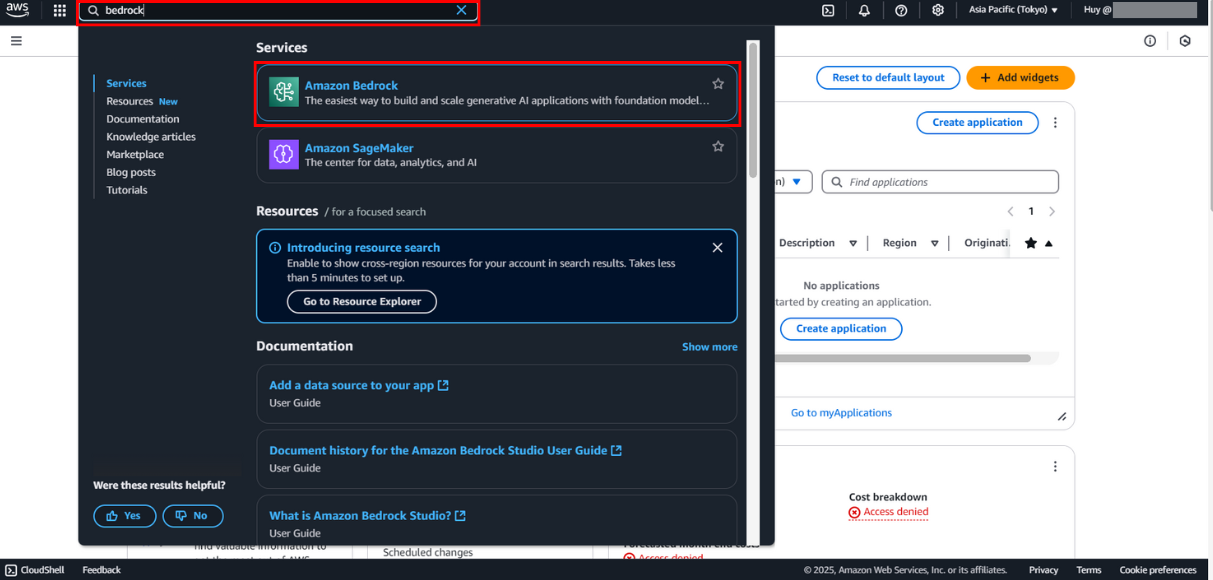 aws
bedrock
Asia Pacific (Tokyo)
Huy @
Services
Resources New
Documentation
Knowledge articles
Marketplace
Blog posts
Tutorials
Were these results helpful?
Yes
No
Services
Amazon Bedrock
The easiest way to build and scale generative AI applications with foundation model...
Amazon SageMaker
The center for data, analytics, and AI
Resources / for a focused search
Introducing resource search
Enable to show cross-region resources for your account in search results. Takes less
than 5 minutes to set up.
Go to Resource Explorer
Documentation
Show more
Add a data source to your app
User Guide
Document history for the Amazon Bedrock Studio User Guide
User Guide
What is Amazon Bedrock Studio?
User Guide
Reset to default layout
+ Add widgets
Create application
Find applications
1
Description
Region
Originati
No applications
tarted by creating an application.
Create application
Go to myApplications
Cost breakdown
Access denied
find valuable information to
Scheduled changes
Access denied
CloudShell
Feedback
© 2025, Amazon Web Services, Inc. or its affiliates.
Privacy
Terms
Cookie preferences